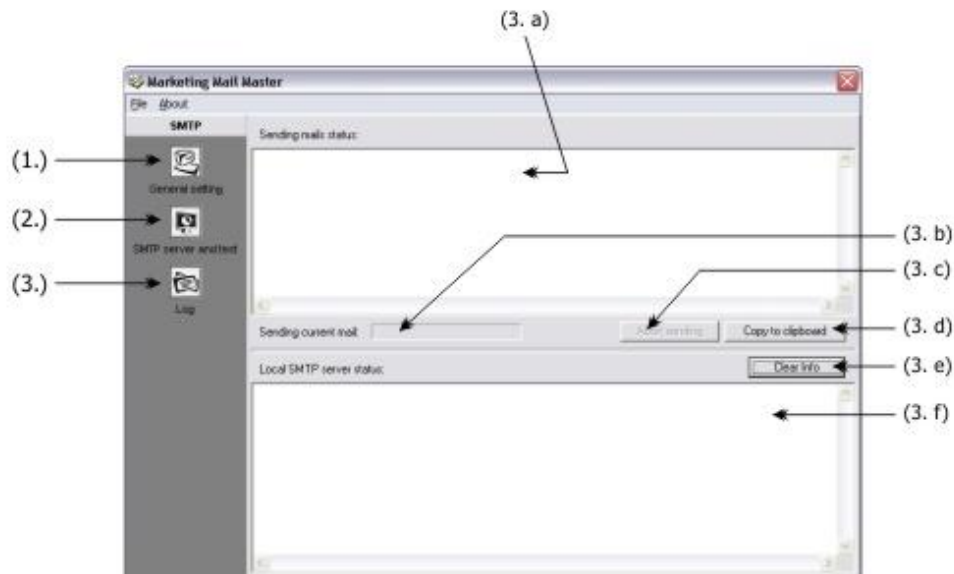 (3. a)
Marketing Mail Master
File About
SMTP
Sending mails status:
(1.)
General setting
(2.)
SMTP server and test
(3. b)
(3. c)
(3.)
Log
Sending current mail:
sending
Copy to clipboard
(3. d)
Local SMTP server status:
Clear Info
(3. e)
(3. f)